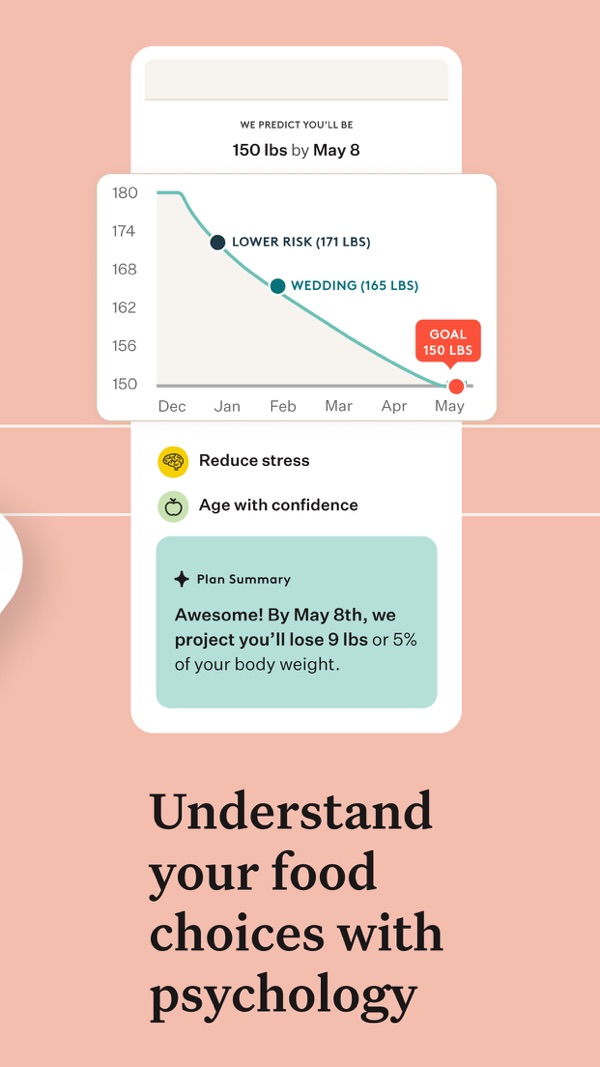 WE PREDICT YOU'LL BE
150 lbs by May 8
180
174
LOWER RISK (171 LBS)
168
WEDDING (165 LBS)
162
GOAL
150 LBS
156
150
Dec Jan Feb Mar Apr May
Reduce stress
Age with confidence
Plan Summary
Awesome! By May 8th, we
project you'll lose 9 lbs or 5%
of your body weight.
Understand
your food
choices with
psychology